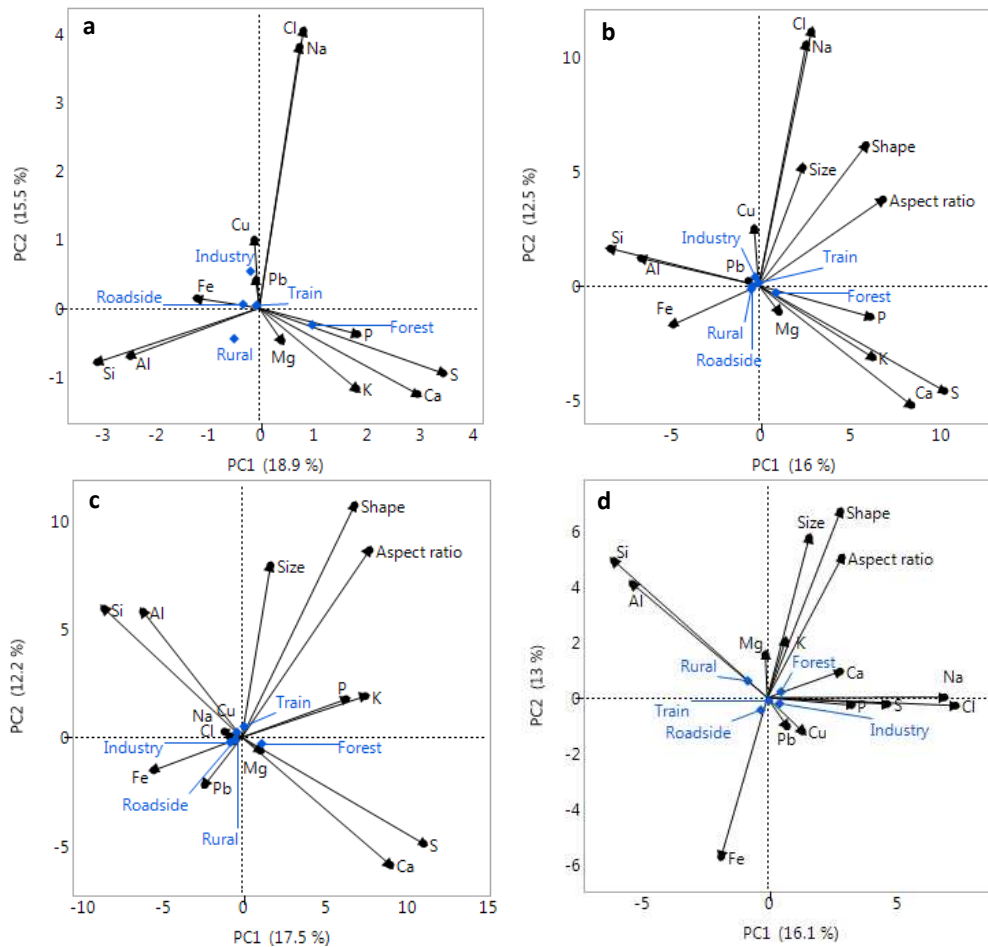 a
PC2 (15.5 %)
4
3
2
1
0
-1
Cl
Na
Cu
Industry
Pb
Fe
Roadside
Train
Forest
Rural
P
Mg
Si
Al
K
Ca
S
-3
-2
-1
0
1
2
3
4
PC1 (18.9 %)
b
PC2 (12.5 %)
10
5
0
-5
Cl
Na
Shape
Size
Aspect ratio
Cu
Si
Industry
Al
Pb
Train
Fe
Forest
Rural
Mg
P
Roadside
K
Ca
S
-5
0
5
10
PC1 (16 %)
c
PC2 (12.2 %)
10
5
0
-5
Shape
Aspect ratio
Size
Si
Al
Train
P
K
Na
Cu
Cl
Industry
Forest
Fe
Mg
Roadside
Pb
Rural
S
Ca
-10
-5
0
5
10
15
PC1 (17.5 %)
d
PC2 (13 %)
6
4
2
0
-2
-4
-6
Size
Shape
Si
Aspect ratio
Al
Mg
K
Rural
Forest
Ca
Na
Train
P
S
Cl
Roadside
Pb
Cu
Industry
Fe
-5
0
5
PC1 (16.1 %)